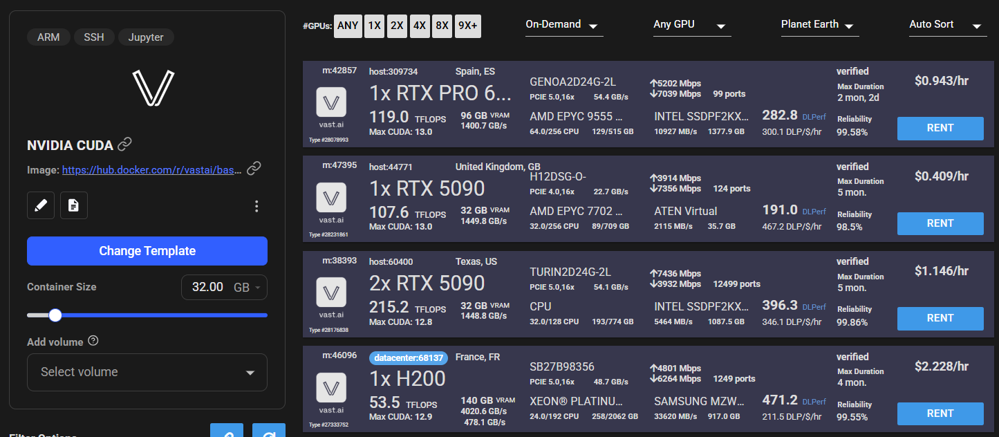 ARM SSH Jupyter
NVIDIA CUDA
Image: https://hub.docker.com/r/vastai/bas...
Change Template
Container Size 32.00 GB
Add volume
Select volume
#GPUs: ANY 1X 2X 4X 8X 9X+ On-Demand Any GPU Planet Earth Auto Sort
m:42857 host:309734 Spain, ES
vast.ai
Type #28078993
1x RTX PRO 6...
119.0 TFLOPS 96 GB VRAM
Max CUDA: 13.0 1400.7 GB/s
GENOA2D24G-2L
PCIE 5.0,16x 54.4 GB/s
AMD EPYC 9555 ...
64.0/256 CPU 129/515 GB
↑5202 Mbps
↓7039 Mbps 99 ports
INTEL SSDPF2KX...
10927 MB/s 1377.9 GB
282.8 DLPerf
300.1 DLP/$/hr
verified
Max Duration
2 mon, 2d
Reliability
99.58%
$0.943/hr
RENT
m:47395 host:44771 United Kingdom, GB
vast.ai
Type #28231861
1x RTX 5090
107.6 TFLOPS 32 GB VRAM
Max CUDA: 13.0 1449.8 GB/s
H12DSG-O-
PCIE 4.0,16x 22.7 GB/s
AMD EPYC 7702 ...
32.0/256 CPU 89/709 GB
↑3914 Mbps
↓7356 Mbps 124 ports
ATEN Virtual
2115 MB/s 35.7 GB
191.0 DLPerf
467.2 DLP/$/hr
verified
Max Duration
5 mon.
Reliability
98.5%
$0.409/hr
RENT
m:38393 host:60400 Texas, US
vast.ai
Type #28176838
2x RTX 5090
215.2 TFLOPS 32 GB VRAM
Max CUDA: 12.8 1448.8 GB/s
TURIN2D24G-2L
PCIE 5.0,16x 54.1 GB/s
CPU
32.0/128 CPU 193/774 GB
↑7436 Mbps
↓3932 Mbps 12499 ports
INTEL SSDPF2KX...
5464 MB/s 1087.5 GB
396.3 DLPerf
346.1 DLP/$/hr
verified
Max Duration
5 mon.
Reliability
99.86%
$1.146/hr
RENT
m:46096 datacenter:68137 France, FR
vast.ai
Type #27333752
1x H200
53.5 TFLOPS 140 GB VRAM
4020.6 GB/s
Max CUDA: 12.9 478.1 GB/s
SB27B98356
PCIE 5.0,16x 48.7 GB/s
XEON® PLATINU...
24.0/192 CPU 258/2062 GB
↑4801 Mbps
↓6264 Mbps 1249 ports
SAMSUNG MZW...
33620 MB/s 917.0 GB
471.2 DLPerf
211.5 DLP/$/hr
verified
Max Duration
4 mon.
Reliability
99.55%
$2.228/hr
RENT
Filter Options